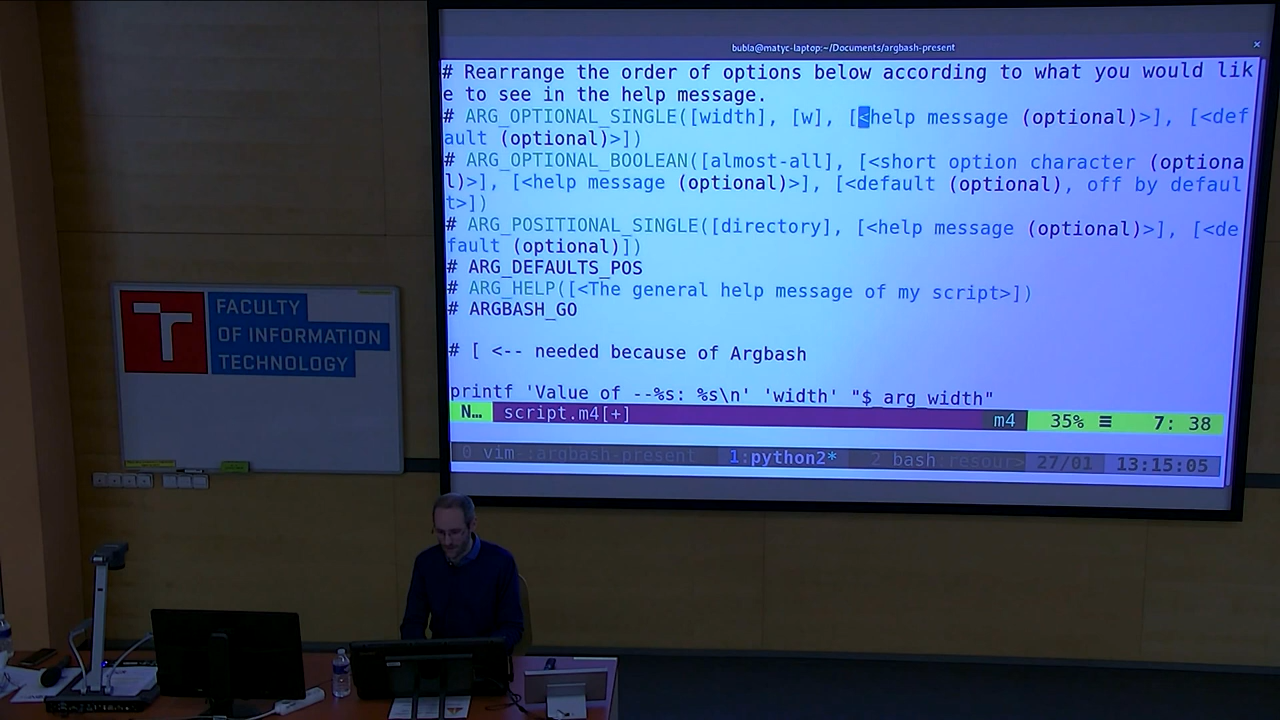 bubla@matyc-laptop:~/Documents/argbash-present ×
# Rearrange the order of options below according to what you would lik
e to see in the help message.
# ARG_OPTIONAL_SINGLE([width], [w], [<help message (optional)>], [<def
ault (optional)>])
# ARG_OPTIONAL_BOOLEAN([almost-all], [<short option character (optiona
l)>], [<help message (optional)>], [<default (optional), off by defaul
t>])
# ARG_POSITIONAL_SINGLE([directory], [<help message (optional)>], [<de
fault (optional)])
# ARG_DEFAULTS_POS
# ARG_HELP([<The general help message of my script>])
# ARGBASH_GO
# [ <-- needed because of Argbash
printf 'Value of --%s: %s\n' 'width' "$_arg_width"
N… script.m4[+] m4 35% ☰ 7: 38
0 vim-:argbash-present 1:python2* 2 bash:resour> 27/01 13:15:05
FACULTY
OF INFORMATION
TECHNOLOGY